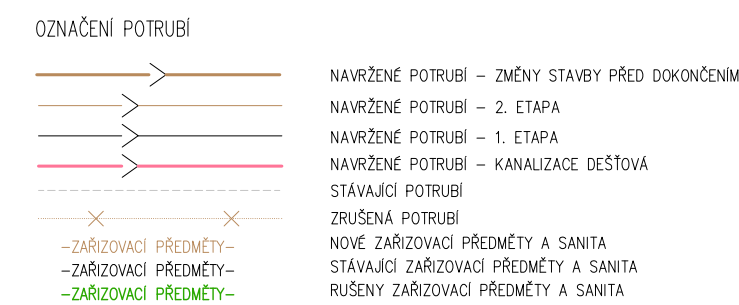 OZNAČENÍ POTRUBÍ
NAVRŽENÉ POTRUBÍ – ZMĚNY STAVBY PŘED DOKONČENÍM
NAVRŽENÉ POTRUBÍ – 2. ETAPA
NAVRŽENÉ POTRUBÍ – 1. ETAPA
NAVRŽENÉ POTRUBÍ – KANALIZACE DEŠŤOVÁ
STÁVAJÍCÍ POTRUBÍ
ZRUŠENÁ POTRUBÍ
–ZAŘIZOVACÍ PŘEDMĚTY– NOVÉ ZAŘIZOVACÍ PŘEDMĚTY A SANITA
–ZAŘIZOVACÍ PŘEDMĚTY– STÁVAJÍCÍ ZAŘIZOVACÍ PŘEDMĚTY A SANITA
–ZAŘIZOVACÍ PŘEDMĚTY– RUŠENY ZAŘIZOVACÍ PŘEDMĚTY A SANITA